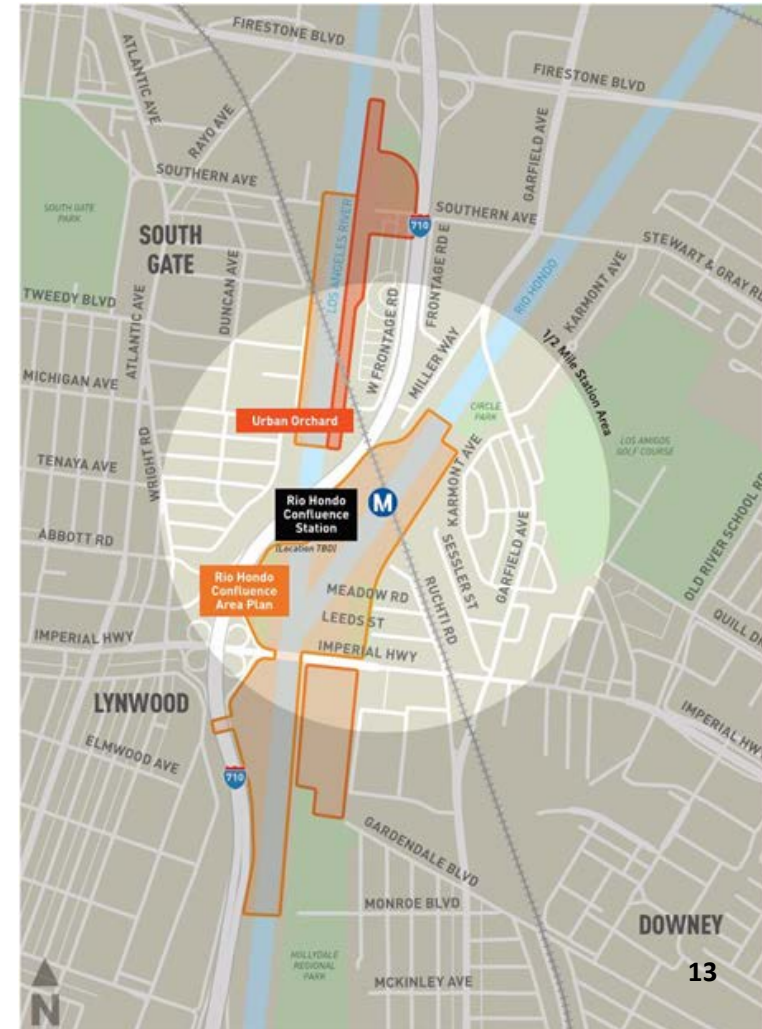 FIRESTONE BLVD
FIRESTONE BLVD
ATLANTIC AVE
RAYO AVE
GARFIELD AVE
SOUTHERN AVE
SOUTH GATE
PARK
SOUTH
GATE
LOS ANGELES RIVER
710
SOUTHERN AVE
STEWART & GRAY RD
DUNCAN AVE
FRONTAGE RD E
RIO HONDO
KARMONT AVE
TWEEDY BLVD
ATLANTIC AVE
W FRONTAGE RD
MILLER WAY
1/2 Mile Station Area
MICHIGAN AVE
CIRCLE
PARK
Urban Orchard
LOS AMIGOS
GOLF COURSE
TENAYA AVE
WRIGHT RD
KARMONT AVE
Rio Hondo
Confluence
Station
(Location TBD)
M
OLD RIVER SCHOOL RD
ABBOTT RD
SESSLER ST
GARFIELD AVE
Rio Hondo
Confluence
Area Plan
MEADOW RD
RUCHTI RD
LEEDS ST
QUILL DR
IMPERIAL HWY
IMPERIAL HWY
LYNWOOD
IMPERIAL HWY
ELMWOOD AVE
710
GARDENDALE BLVD
MONROE BLVD
DOWNEY
HOLLYDALE
REGIONAL
PARK
13
MCKINLEY AVE
N